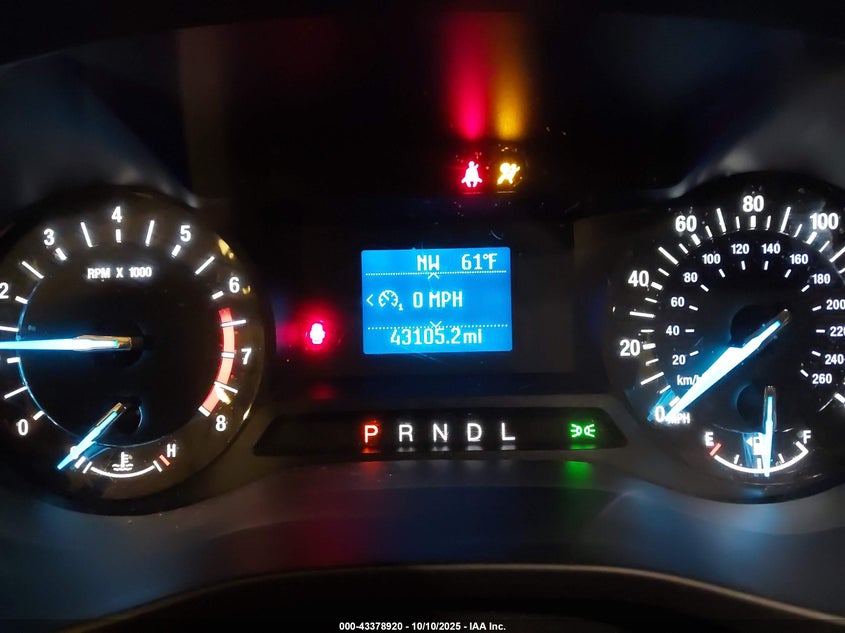 NW 61°F
< 1 0 MPH
43105.2mi
P R N D L
0 2 3 4 5 6 7 8
RPM X 1000
H
0 20 40 60 80 100
20 40 60 80 100 120 140 160 180 200 220 240 260
km/h
MPH
E F
000-43378920 - 10/10/2025 - IAA Inc.